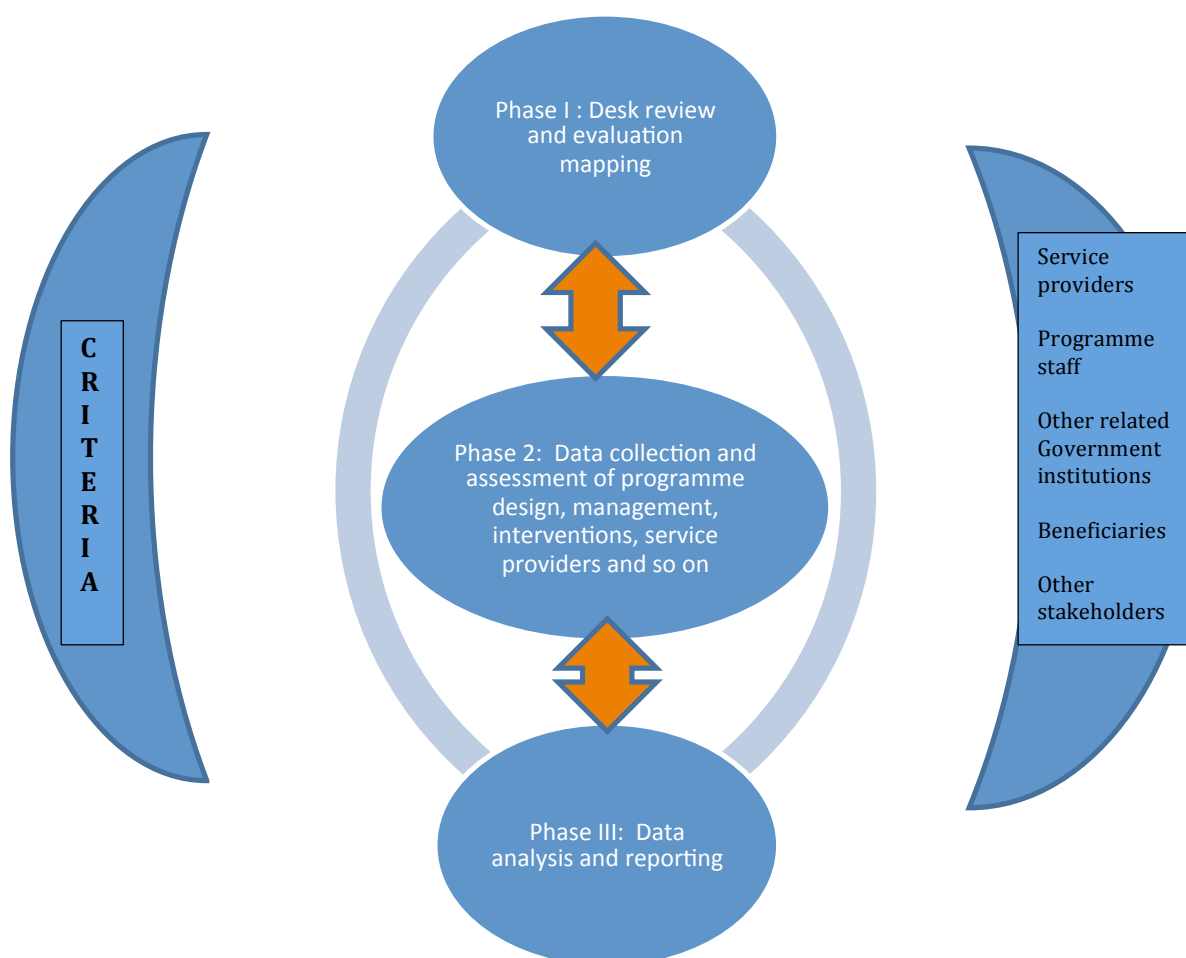 Phase I : Desk review
and evaluation
mapping
C
R
I
T
E
R
I
A
Phase 2:  Data collection and
assessment of programme
design, management,
interventions, service
providers and so on
Service
providers
Programme
staff
Other related
Government
institutions
Beneficiaries
Other
stakeholders
Phase III:  Data
analysis and reporting